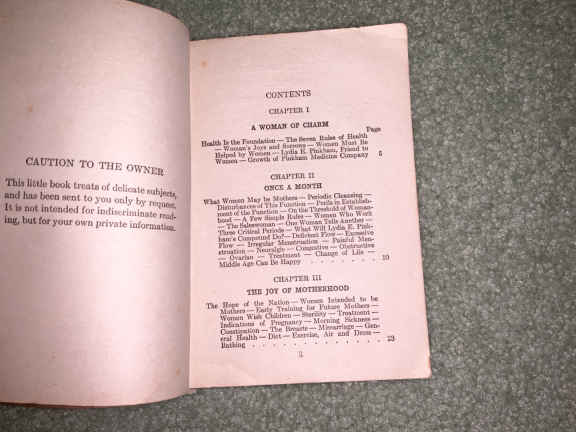 CAUTION TO THE OWNER
This little book treats of delicate subjects,
and has been sent to you only by request.
It is not intended for indiscriminate read-
ing, but for your own private information.
CONTENTS
CHAPTER I
A WOMAN OF CHARM
Page
Health Is the Foundation — The Seven Rules of Health
— Woman's Joys and Sorrows — Women Must Be
Helped by Women — Lydia E. Pinkham, Friend to
Women — Growth of Pinkham Medicine Company 5
CHAPTER II
ONCE A MONTH
What Women May be Mothers — Periodic Cleansing —
Disturbances of This Function — Perils in Establish-
ment of the Function — On the Threshold of Woman-
hood — A Few Simple Rules — Women Who Work
— The Saleswoman — One Woman Tells Another —
Three Critical Periods — What Will Lydia E. Pink-
ham's Compound Do? — Deficient Flow — Excessive
Flow — Irregular Menstruation — Painful Men-
struation — Neuralgic — Congestive — Obstructive
— Ovarian — Treatment — Change of Life —
Middle Age Can Be Happy . . . . . . . 10
CHAPTER III
THE JOY OF MOTHERHOOD
The Hope of the Nation — Women Intended to be
Mothers — Early Training for Future Mothers —
Women Wish Children — Sterility — Treatment —
Indications of Pregnancy — Morning Sickness —
Constipation — The Breasts — Miscarriage — Gen-
eral Health — Diet — Exercise, Air and Dress —
Bathing . . . . . . . . . . . . . 23